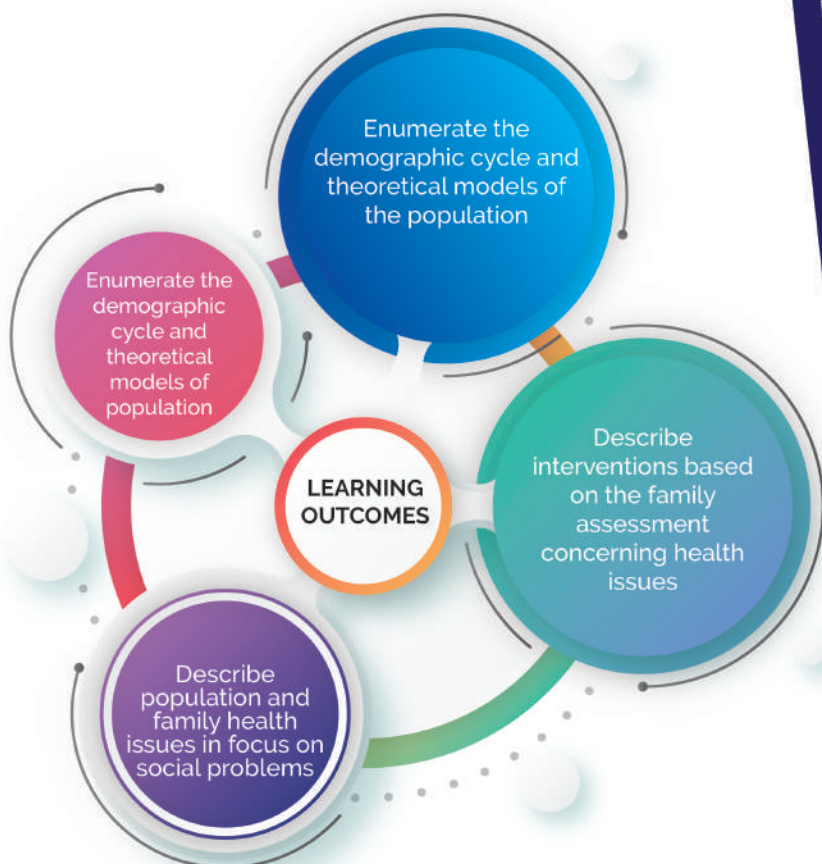 Enumerate the
demographic cycle and
theoretical models of
the population
Enumerate the
demographic
cycle and
theoretical
models of
population
LEARNING
OUTCOMES
Describe
interventions based
on the family
assessment
concerning health
issues
Describe
population and
family health
issues in focus on
social problems